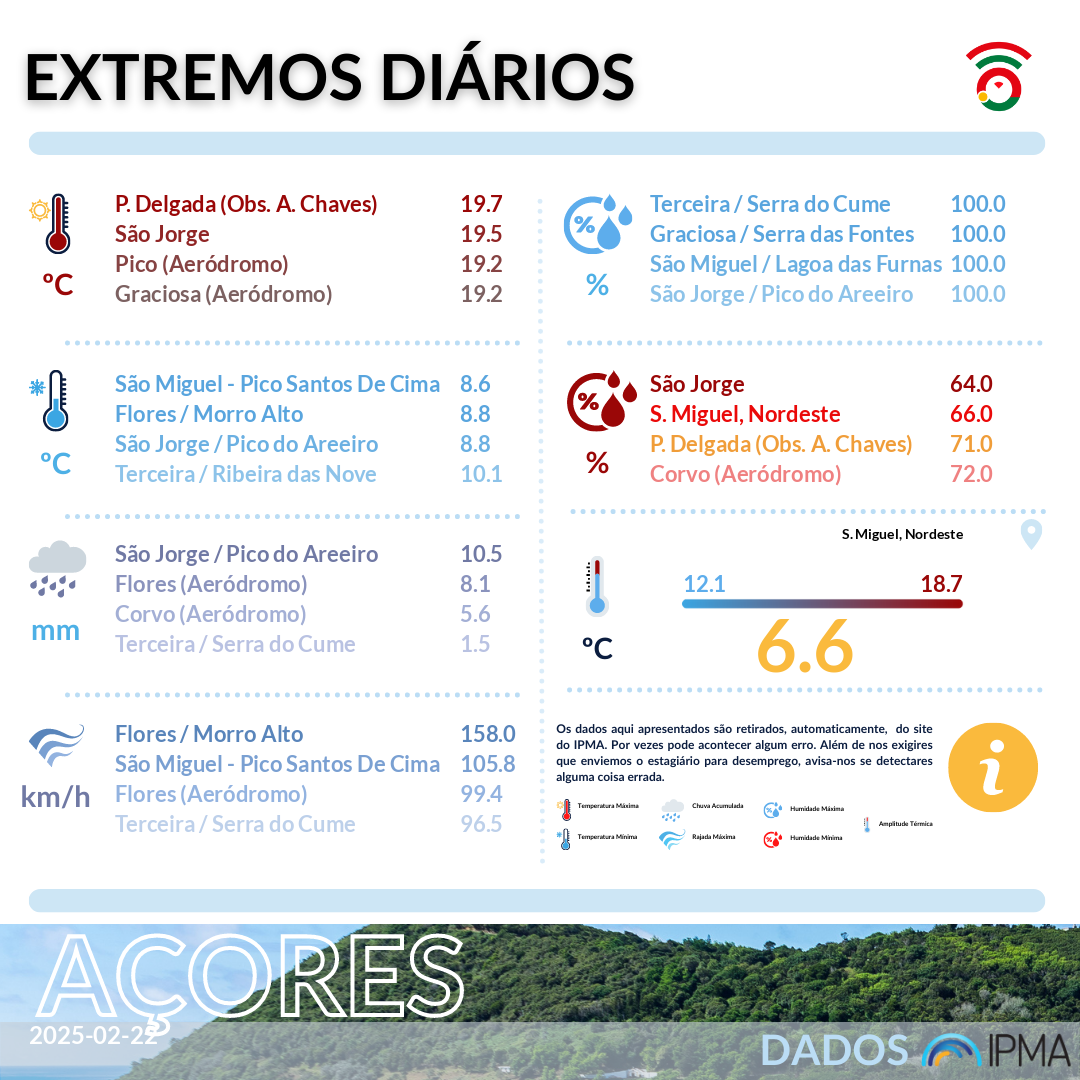 EXTREMOS DIÁRIOS
ºC
P. Delgada (Obs. A. Chaves) 19.7
São Jorge 19.5
Pico (Aeródromo) 19.2
Graciosa (Aeródromo) 19.2
ºC
São Miguel - Pico Santos De Cima 8.6
Flores / Morro Alto 8.8
São Jorge / Pico do Areeiro 8.8
Terceira / Ribeira das Nove 10.1
mm
São Jorge / Pico do Areeiro 10.5
Flores (Aeródromo) 8.1
Corvo (Aeródromo) 5.6
Terceira / Serra do Cume 1.5
km/h
Flores / Morro Alto 158.0
São Miguel - Pico Santos De Cima 105.8
Flores (Aeródromo) 99.4
Terceira / Serra do Cume 96.5
%
%
Terceira / Serra do Cume 100.0
Graciosa / Serra das Fontes 100.0
São Miguel / Lagoa das Furnas 100.0
São Jorge / Pico do Areeiro 100.0
%
%
São Jorge 64.0
S. Miguel, Nordeste 66.0
P. Delgada (Obs. A. Chaves) 71.0
Corvo (Aeródromo) 72.0
S. Miguel, Nordeste
12.1 18.7
ºC
6.6
Os dados aqui apresentados são retirados, automaticamente, do site
do IPMA. Por vezes pode acontecer algum erro. Além de nos exigires
que enviemos o estagiário para desemprego, avisa-nos se detectares
alguma coisa errada.
i
Temperatura Máxima
Chuva Acumulada
Humidade Máxima
Amplitude Térmica
Temperatura Mínima
Rajada Máxima
Humidade Mínima
AÇORES
2025-02-22
DADOS IPMA